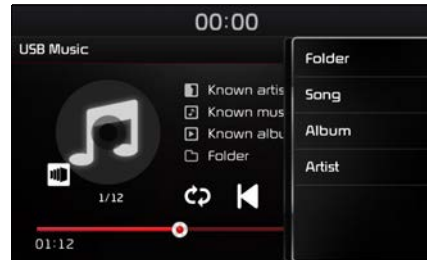 00:00
USB Music
Known artis
Known mus
Known albu
Folder
1/12
01:12
Folder
Song
Album
Artist